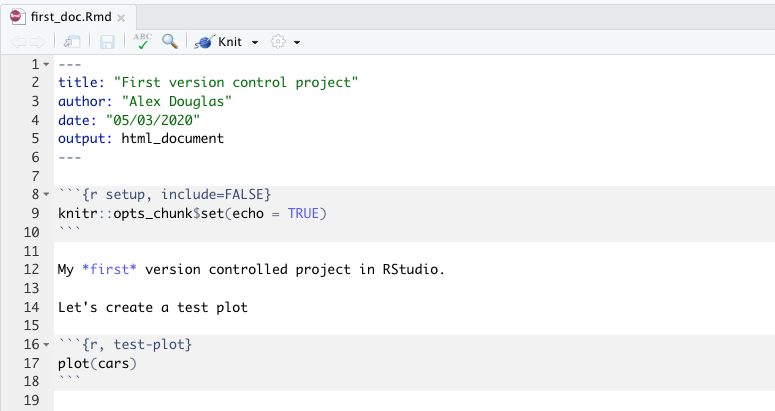 first_doc.Rmd
ABC Knit
1 ---
2 title: "First version control project"
3 author: "Alex Douglas"
4 date: "05/03/2020"
5 output: html_document
6 ---
7
8 ```{r setup, include=FALSE}
9 knitr::opts_chunk$set(echo = TRUE)
10 ```
11
12 My *first* version controlled project in RStudio.
13
14 Let's create a test plot
15
16 ```{r, test-plot}
17 plot(cars)
18 ```
19